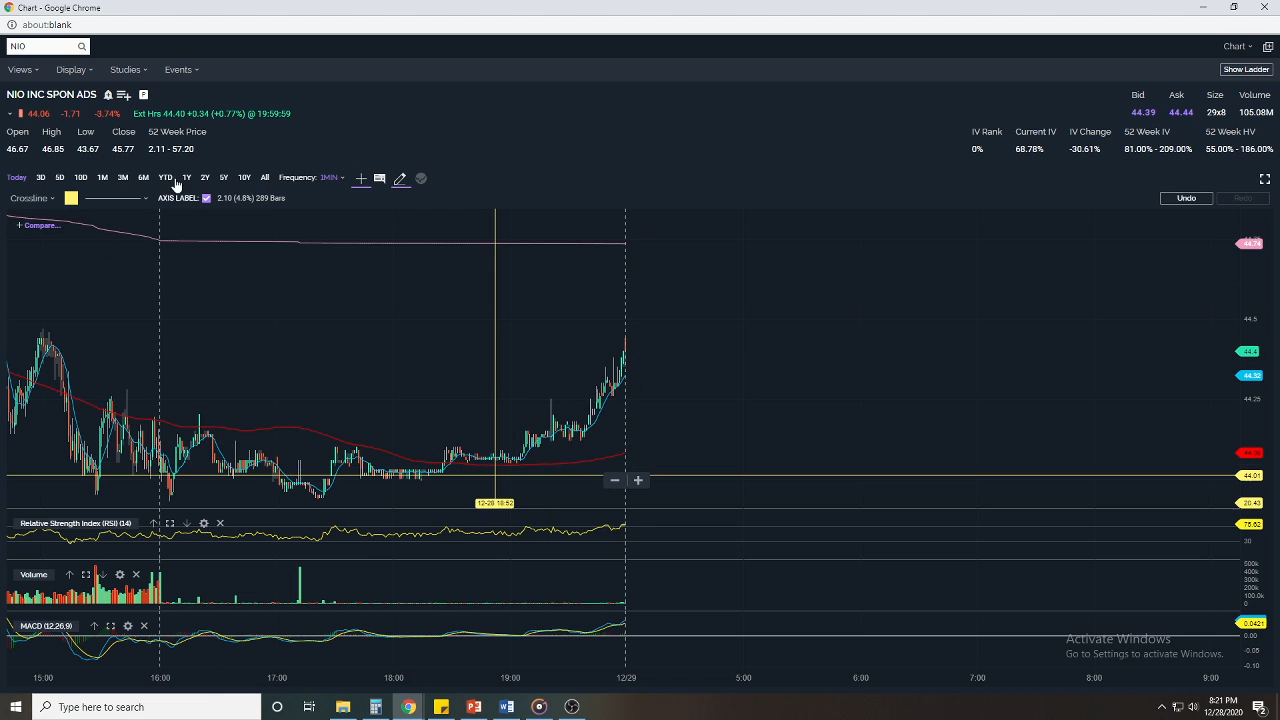 Chart - Google Chrome
about:blank
NIO
Chart
Views Display Studies Events
Show Ladder
NIO INC SPON ADS P
Bid Ask Size Volume
44.06 -1.71 -3.74% Ext Hrs 44.40 +0.34 (+0.77%) @ 19:59:59
44.39 44.44 29x8 105.08M
Open High Low Close 52 Week Price
IV Rank Current IV IV Change 52 Week IV 52 Week HV
46.67 46.85 43.67 45.77 2.11 - 57.20
0% 68.78% -30.61% 81.00% - 209.00% 55.00% - 186.00%
Today 3D 5D 10D 1M 3M 6M YTD 1Y 2Y 5Y 10Y All Frequency: 1MIN
Crossline AXIS LABEL: 2.10 (4.8%) 289 Bars
Undo Redo
+ Compare...
44.74
44.5
44.4
44.32
44.25
44.01
12-28 18:52
20.43
Relative Strength Index (RSI) (14)
75.62
30
Volume
500k
400k
300k
200k
100.0k
0
MACD (12,26,9)
0.0421
0.00
-0.05
-0.10
Activate Windows
Go to Settings to activate Windows.
15:00 16:00 17:00 18:00 19:00 12/29 5:00 6:00 7:00 8:00 9:00
Type here to search
8:21 PM
12/28/2020
2